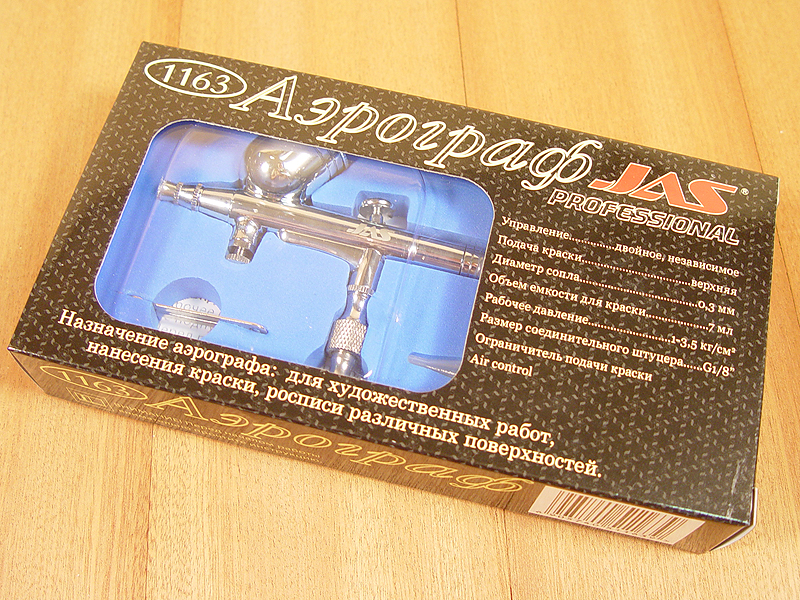 1163 Аэрограф
JAS®
PROFESSIONAL
Управление..............двойное, независимое
Подача краски..............................верхняя
Диаметр сопла..............................0,3 мм
Объем емкости для краски................7 мл
Рабочее давление......................1-3,5 кг/см²
Размер соединительного штуцера.....G1/8"
Ограничитель подачи краски
Air control
JAS
Назначение аэрографа: для художественных работ,
нанесения краски, росписи различных поверхностей.
1163 Аэрограф